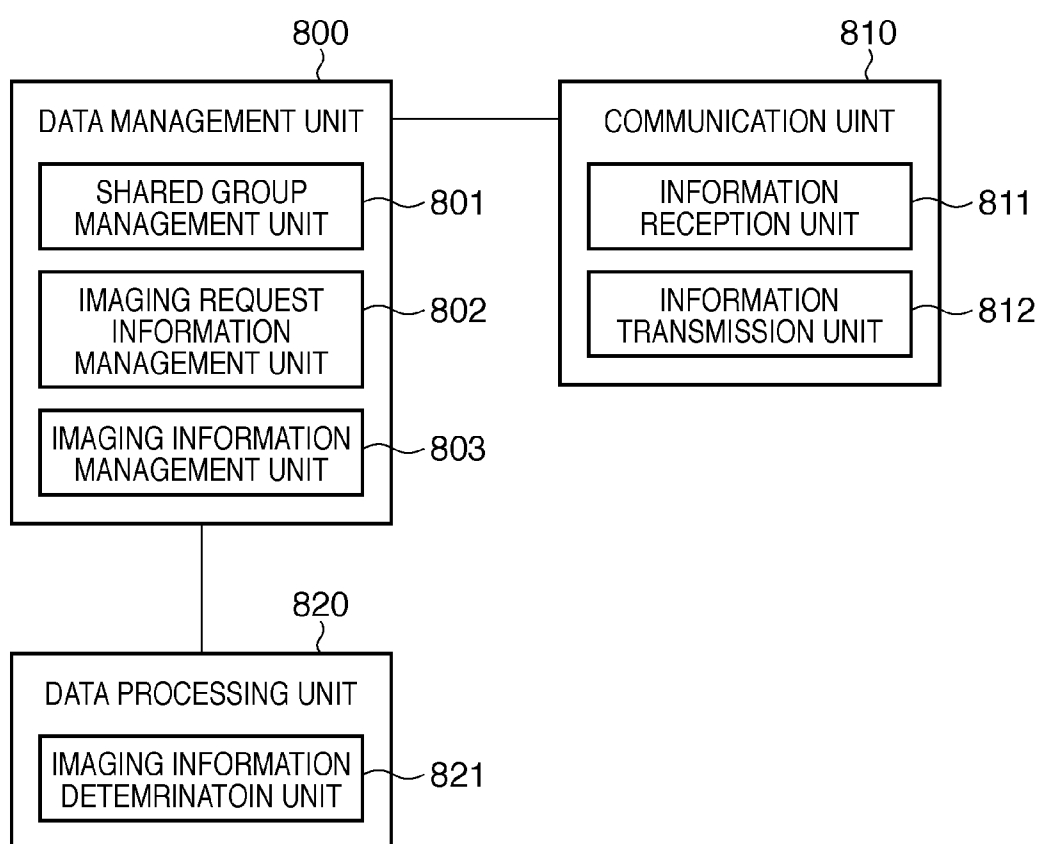 800
DATA MANAGEMENT UNIT
SHARED GROUP
MANAGEMENT UNIT
801
IMAGING REQUEST
INFORMATION
MANAGEMENT UNIT
802
IMAGING INFORMATION
MANAGEMENT UNIT
803
810
COMMUNICATION UINT
INFORMATION
RECEPTION UNIT
811
INFORMATION
TRANSMISSION UNIT
812
820
DATA PROCESSING UNIT
IMAGING INFORMATION
DETEMRINATOIN UNIT
821